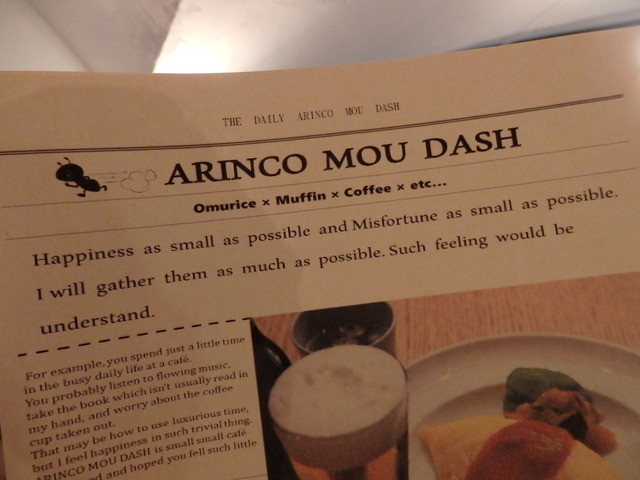 THE DAILY ARINCO MOU DASH
ARINCO MOU DASH
Omurice × Muffin × Coffee × etc...
Happiness as small as possible and Misfortune as small as possible.
I will gather them as much as possible. Such feeling would be
understand.
For example, you spend just a little time
in the busy daily life at a café.
You probably listen to flowing music,
take the book which isn't usually read in
my hand, and worry about the coffee
cup taken out.
That may be how to use luxurious time,
but I feel happiness in such trivial thing.
ARINCO MOU DASH is small small café
and hoped you fell such little